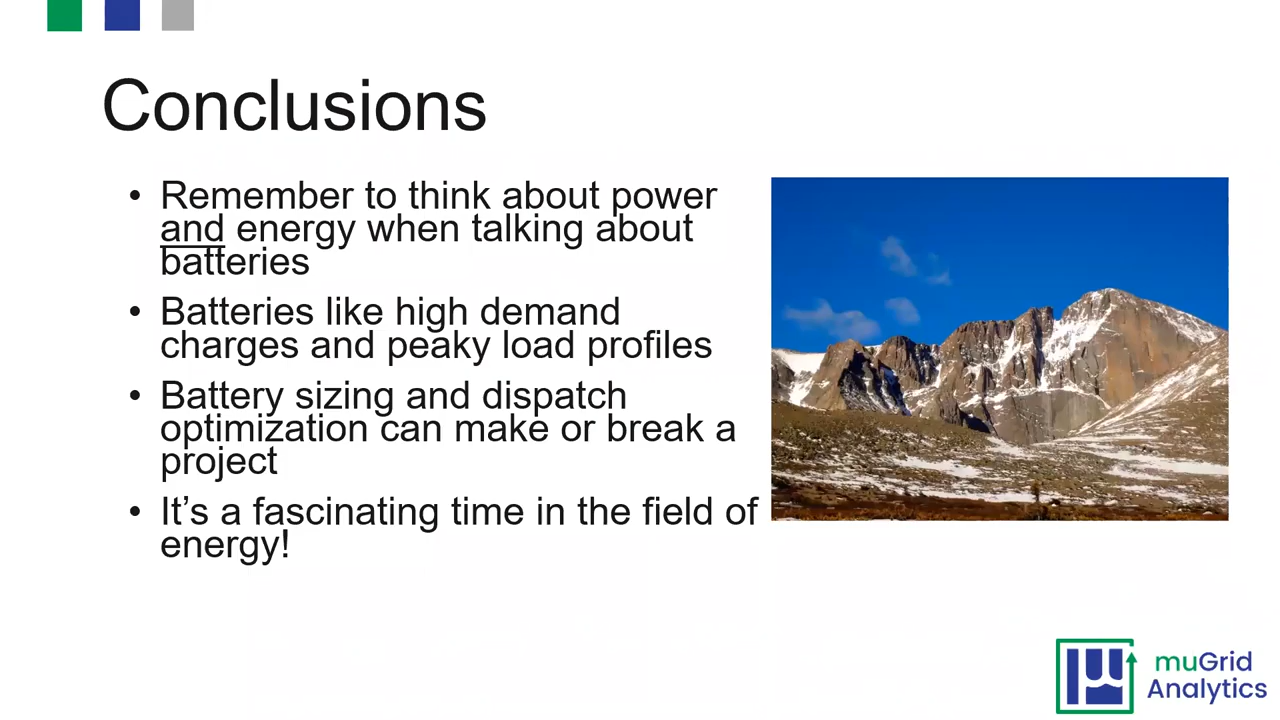 Conclusions
• Remember to think about power
and energy when talking about
batteries
• Batteries like high demand
charges and peaky load profiles
• Battery sizing and dispatch
optimization can make or break a
project
• It’s a fascinating time in the field of
energy!
muGrid
Analytics